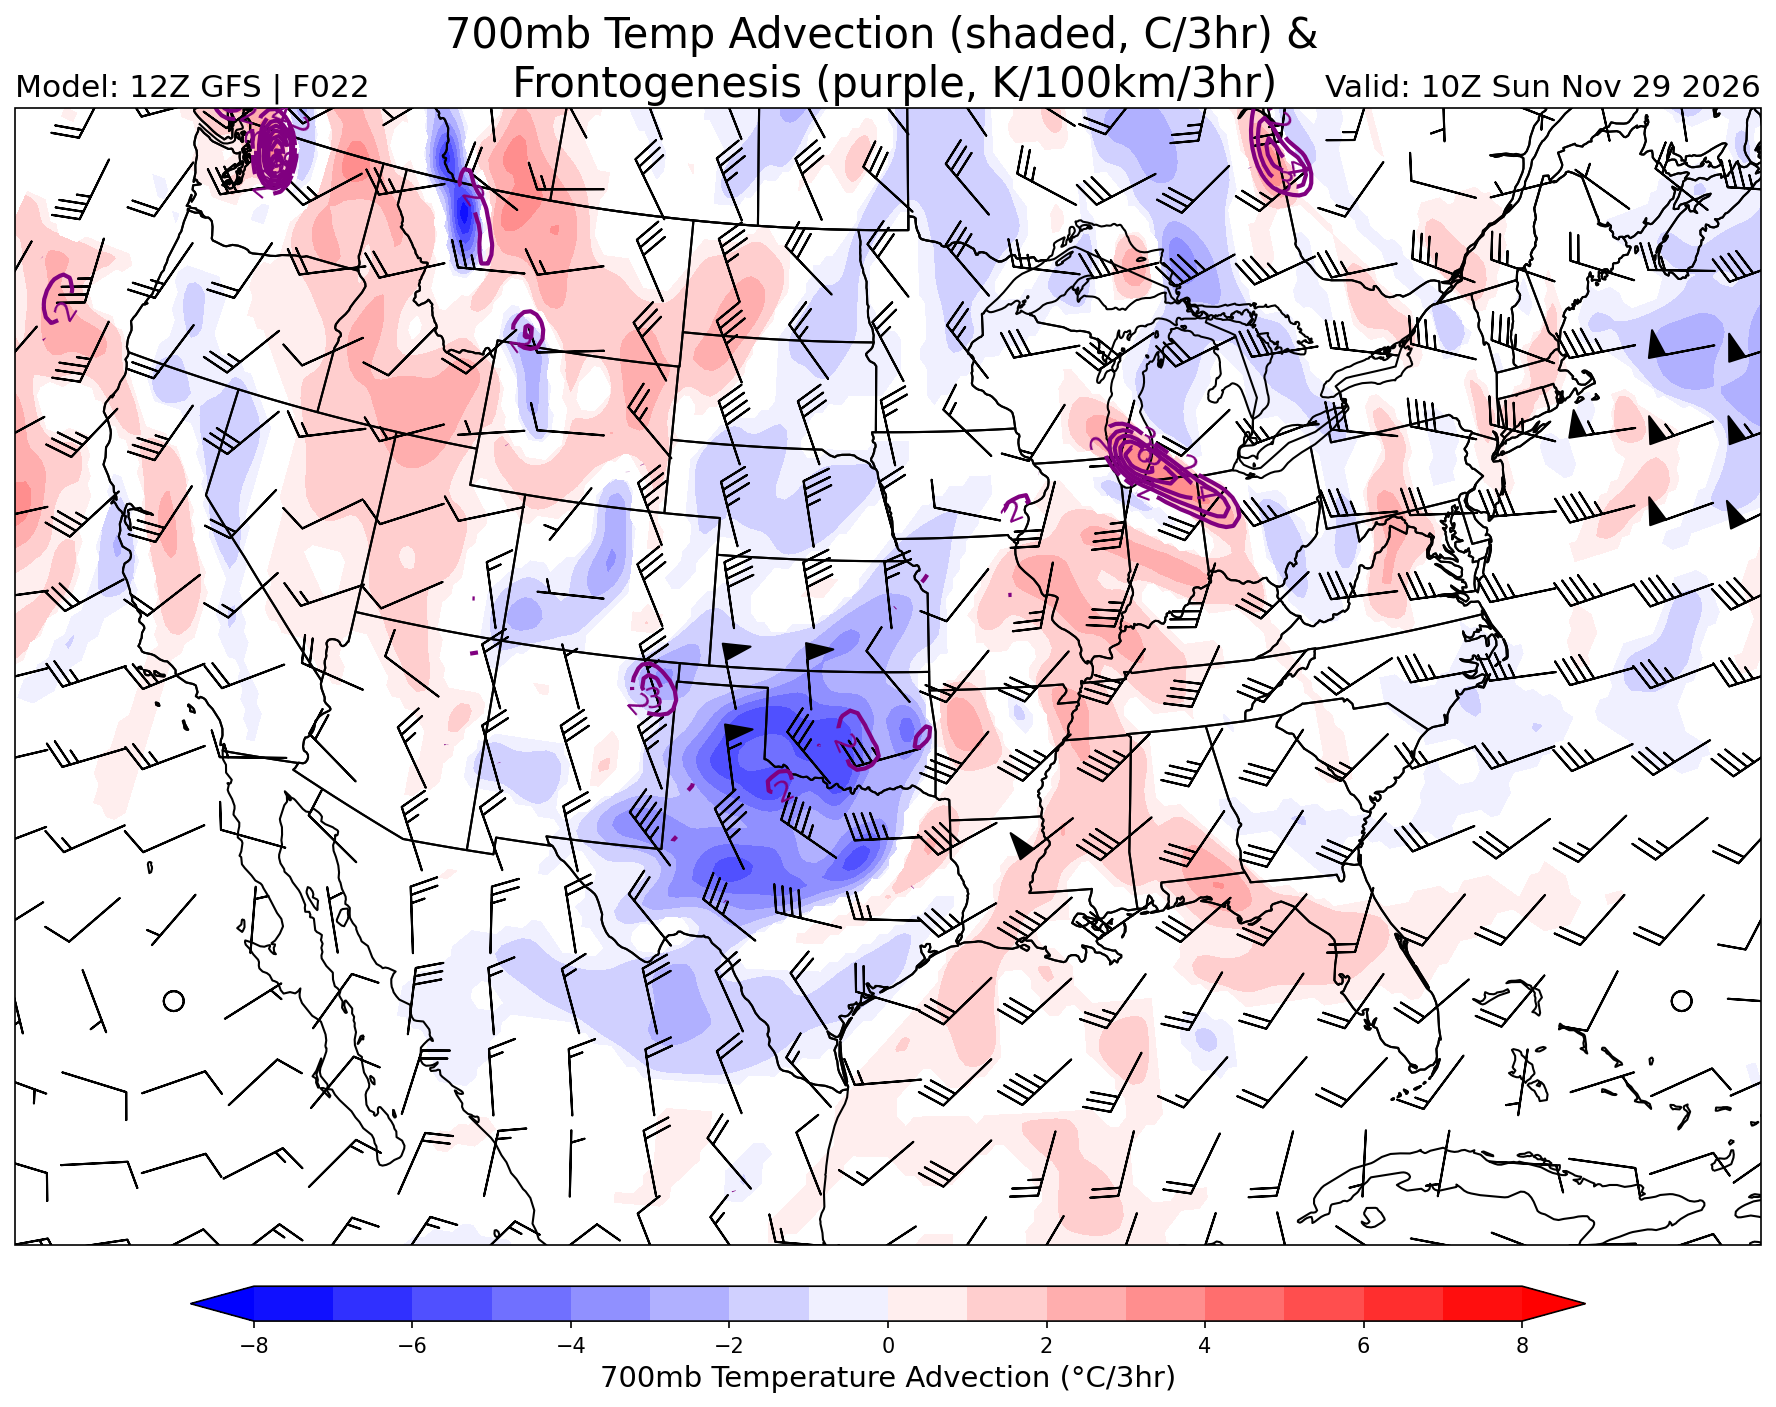 700mb Temp Advection (shaded, C/3hr) &
Frontogenesis (purple, K/100km/3hr)
Model: 12Z GFS | F022
Valid: 10Z Sun Nov 29 2026
−8 −6 −4 −2 0 2 4 6 8
700mb Temperature Advection (°C/3hr)